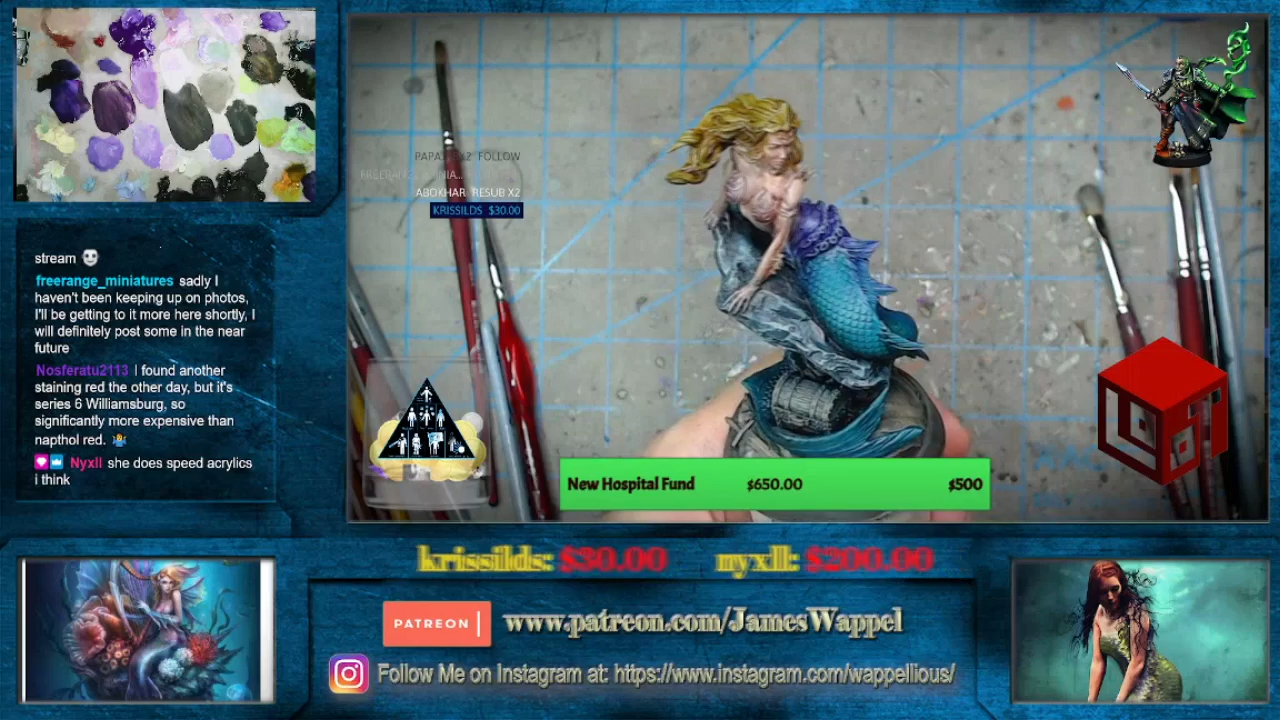 PAPA
X2 FOLLOW
ABOKHAR RESUB X2
KRISSILDS $30.00
stream
freerange_miniatures sadly I
haven't been keeping up on photos,
I'll be getting to it more here shortly, I
will definitely post some in the near
future
Nosferatu2113 I found another
staining red the other day, but it's
series 6 Williamsburg, so
significantly more expensive than
napthol red.
Nyxll she does speed acrylics
i think
New Hospital Fund $650.00 $500
krissilds: $30.00 nyxll: $200.00
PATREON www.patreon.com/JamesWappel
Follow Me on Instagram at: https://www.instagram.com/wappellious/